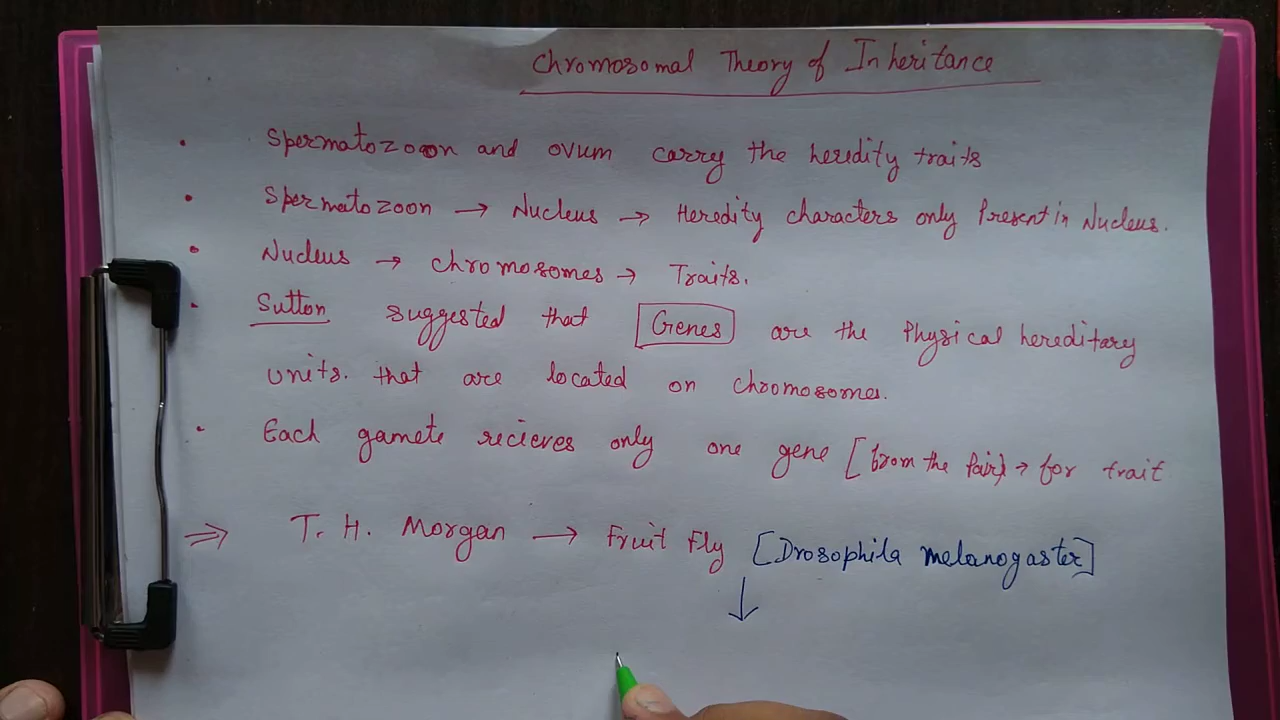 Chromosomal Theory of Inheritance
• Spermatozoon and ovum carry the heredity traits
• Spermatozoon → Nucleus → Heredity characters only Present in Nucleus.
• Nucleus → chromosomes → Traits.
• Sutton suggested that Genes are the Physical hereditary
units. that are located on chromosomes.
• Each gamete recieves only one gene [from the pair] → for trait
⇒ T. H. Morgan → Fruit Fly [Drosophila melanogaster]
↓